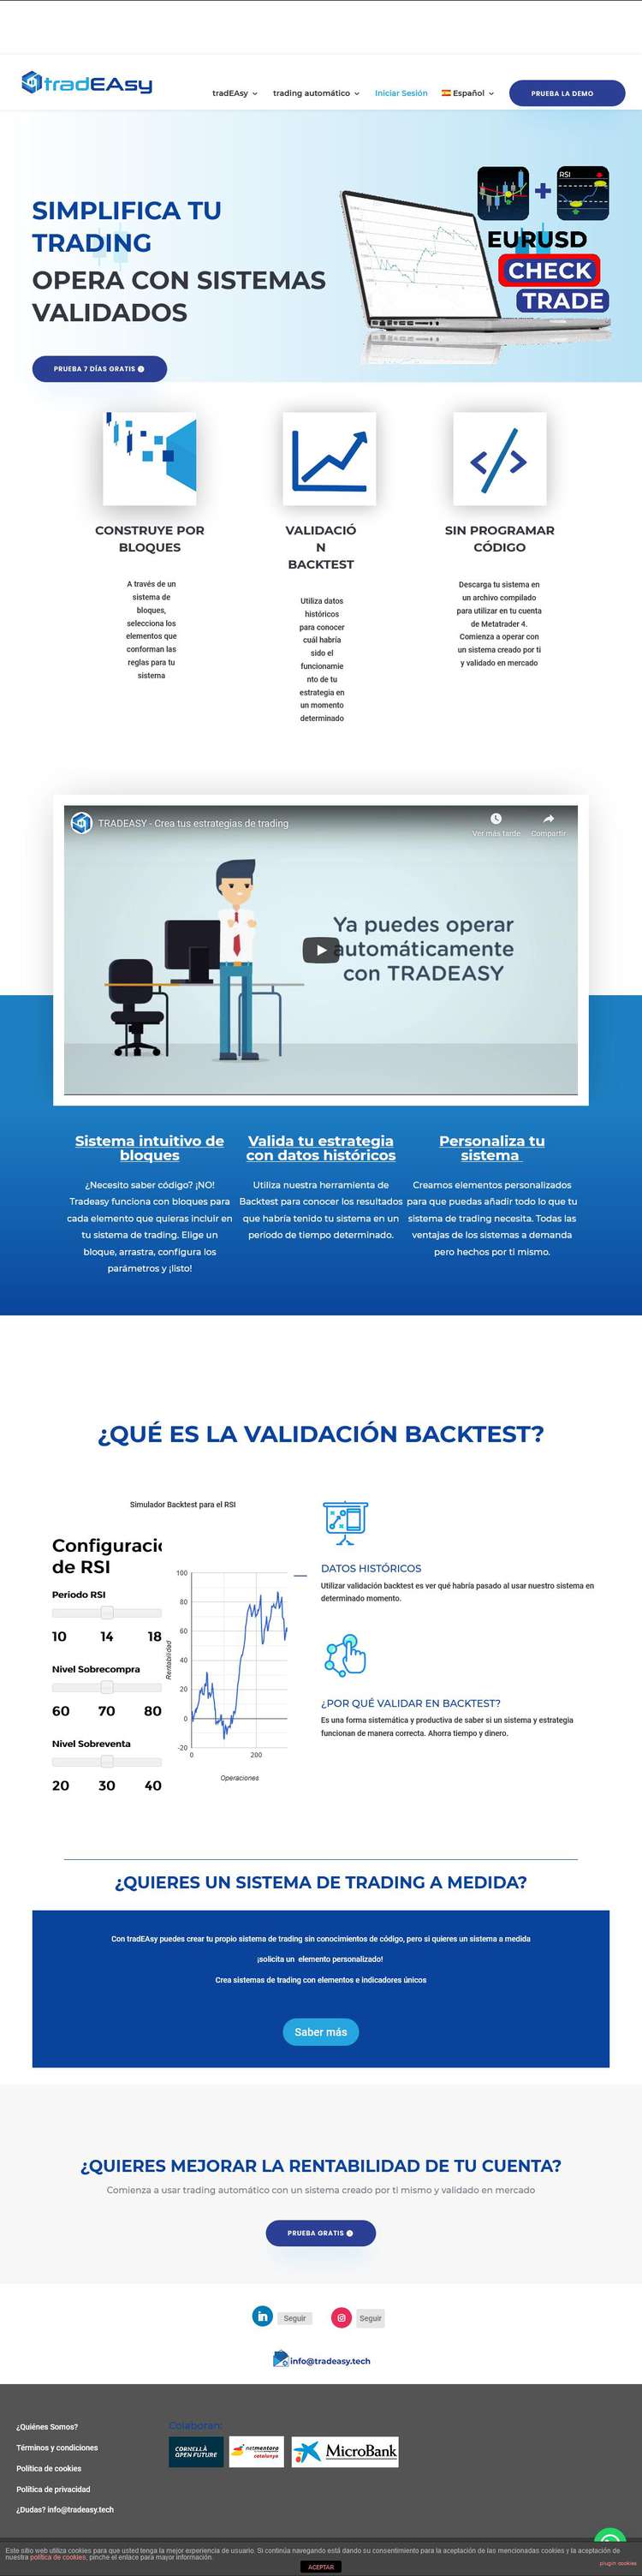 tradEAsy
tradEAsy
trading automático
Iniciar Sesión
Español
PRUEBA LA DEMO
SIMPLIFICA TU
TRADING
OPERA CON SISTEMAS
VALIDADOS
PRUEBA 7 DÍAS GRATIS
RSI
EURUSD
CHECK
TRADE
CONSTRUYE POR
BLOQUES
A través de un
sistema de
bloques,
selecciona los
elementos que
conforman las
reglas para tu
sistema
VALIDACIÓ
N
BACKTEST
Utiliza datos
históricos
para conocer
cuál habría
sido el
funcionamie
nto de tu
estrategia en
un momento
determinado
SIN PROGRAMAR
CÓDIGO
Descarga tu sistema en
un archivo compilado
para utilizar en tu cuenta
de Metatrader 4.
Comienza a operar con
un sistema creado por ti
y validado en mercado
TRADEASY - Crea tus estrategias de trading
Ver más tarde
Compartir
Ya puedes operar
automáticamente
con TRADEASY
Sistema intuitivo de
bloques
¿Necesito saber código? ¡NO!
Tradeasy funciona con bloques para
cada elemento que quieras incluir en
tu sistema de trading. Elige un
bloque, arrastra, configura los
parámetros y ¡listo!
Valida tu estrategia
con datos históricos
Utiliza nuestra herramienta de
Backtest para conocer los resultados
que habría tenido tu sistema en un
período de tiempo determinado.
Personaliza tu
sistema
Creamos elementos personalizados
para que puedas añadir todo lo que tu
sistema de trading necesita. Todas las
ventajas de los sistemas a demanda
pero hechos por ti mismo.
¿QUÉ ES LA VALIDACIÓN BACKTEST?
Simulador Backtest para el RSI
Configuració
de RSI
Periodo RSI
10 14 18
Nivel Sobrecompra
60 70 80
Nivel Sobreventa
20 30 40
100
80
60
40
20
0
-20
Rentabilidad
0 200
Operaciones
DATOS HISTÓRICOS
Utilizar validación backtest es ver qué habría pasado al usar nuestro sistema en
determinado momento.
¿POR QUÉ VALIDAR EN BACKTEST?
Es una forma sistemática y productiva de saber si un sistema y estrategia
funcionan de manera correcta. Ahorra tiempo y dinero.
¿QUIERES UN SISTEMA DE TRADING A MEDIDA?
Con tradEAsy puedes crear tu propio sistema de trading sin conocimientos de código, pero si quieres un sistema a medida
¡solicita un elemento personalizado!
Crea sistemas de trading con elementos e indicadores únicos
Saber más
¿QUIERES MEJORAR LA RENTABILIDAD DE TU CUENTA?
Comienza a usar trading automático con un sistema creado por ti mismo y validado en mercado
PRUEBA GRATIS
Seguir
Seguir
info@tradeasy.tech
¿Quiénes Somos?
Términos y condiciones
Política de cookies
Política de privacidad
¿Dudas? info@tradeasy.tech
Colaboran:
CORNELLÀ
OPEN FUTURE
netmentora
catalunya
MicroBank
Este sitio web utiliza cookies para que usted tenga la mejor experiencia de usuario. Si continúa navegando está dando su consentimiento para la aceptación de las mencionadas cookies y la aceptación de
nuestra política de cookies, pinche el enlace para mayor información.
plugin cookies
ACEPTAR